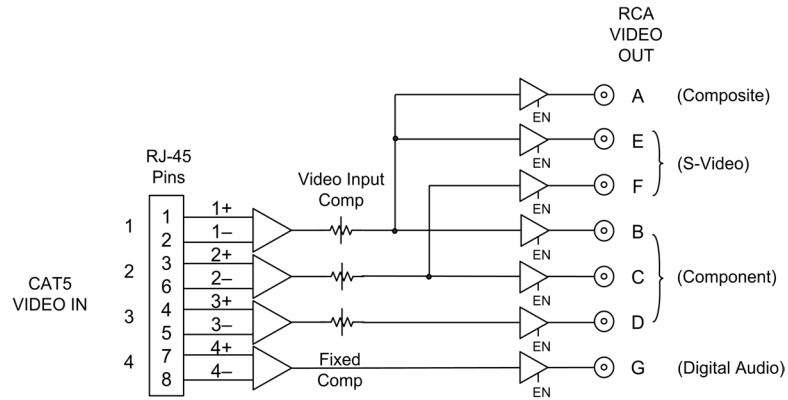 RCA
VIDEO
OUT
A (Composite)
EN
E
EN
(S-Video)
F
EN
RJ-45
Pins
Video Input
Comp
1 1 1+
2 1–
B
EN
2 3 2+
6 2–
C (Component)
EN
CAT5
VIDEO IN
3 4 3+
5 3–
D
EN
4 7 4+
8 4–
Fixed
Comp
G (Digital Audio)
EN